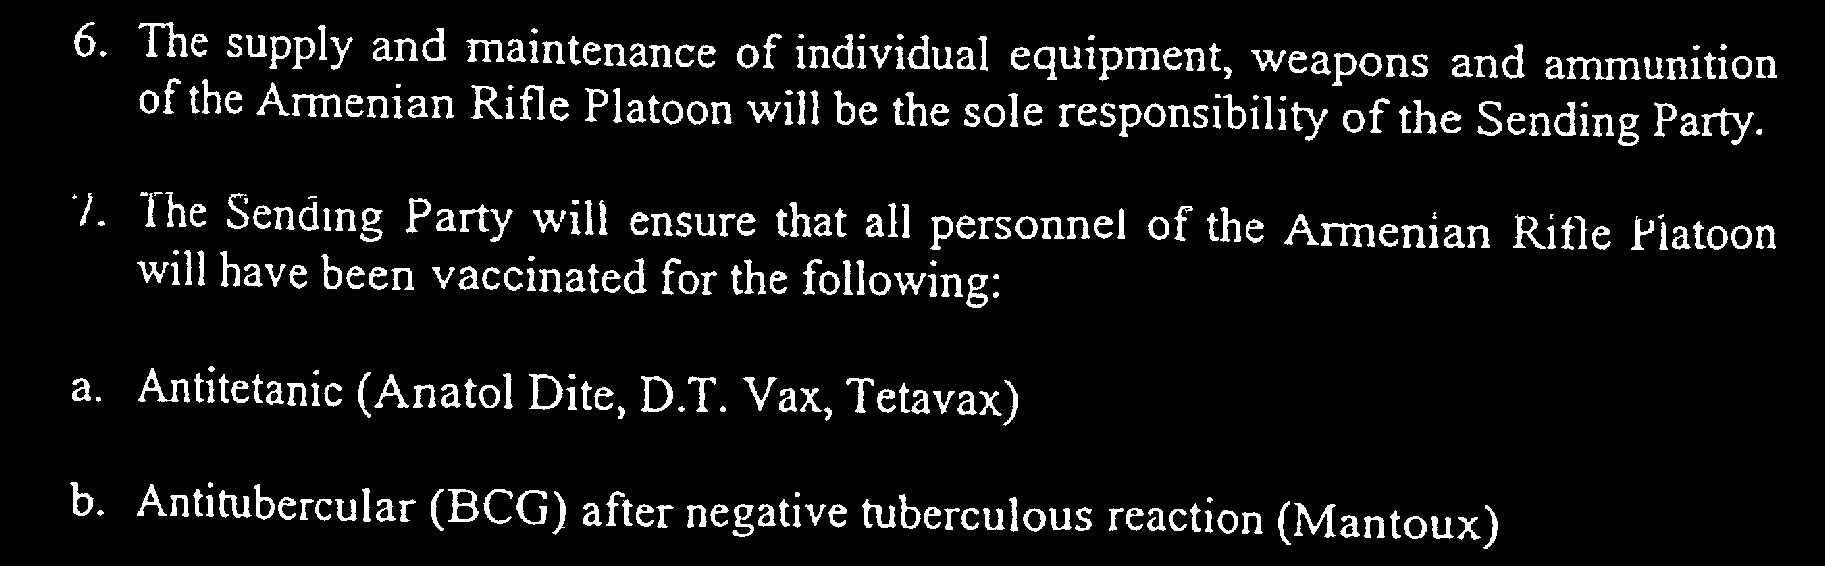 6. The supply and maintenance of individual equipment, weapons and ammunition
of the Armenian Rifle Platoon will be the sole responsibility of the Sending Party.
7. The Sending Party will ensure that all personnel of the Armenian Rifle Platoon
will have been vaccinated for the following:
a. Antitetanic (Anatol Dite, D.T. Vax, Tetavax)
b. Antitubercular (BCG) after negative tuberculous reaction (Mantoux)